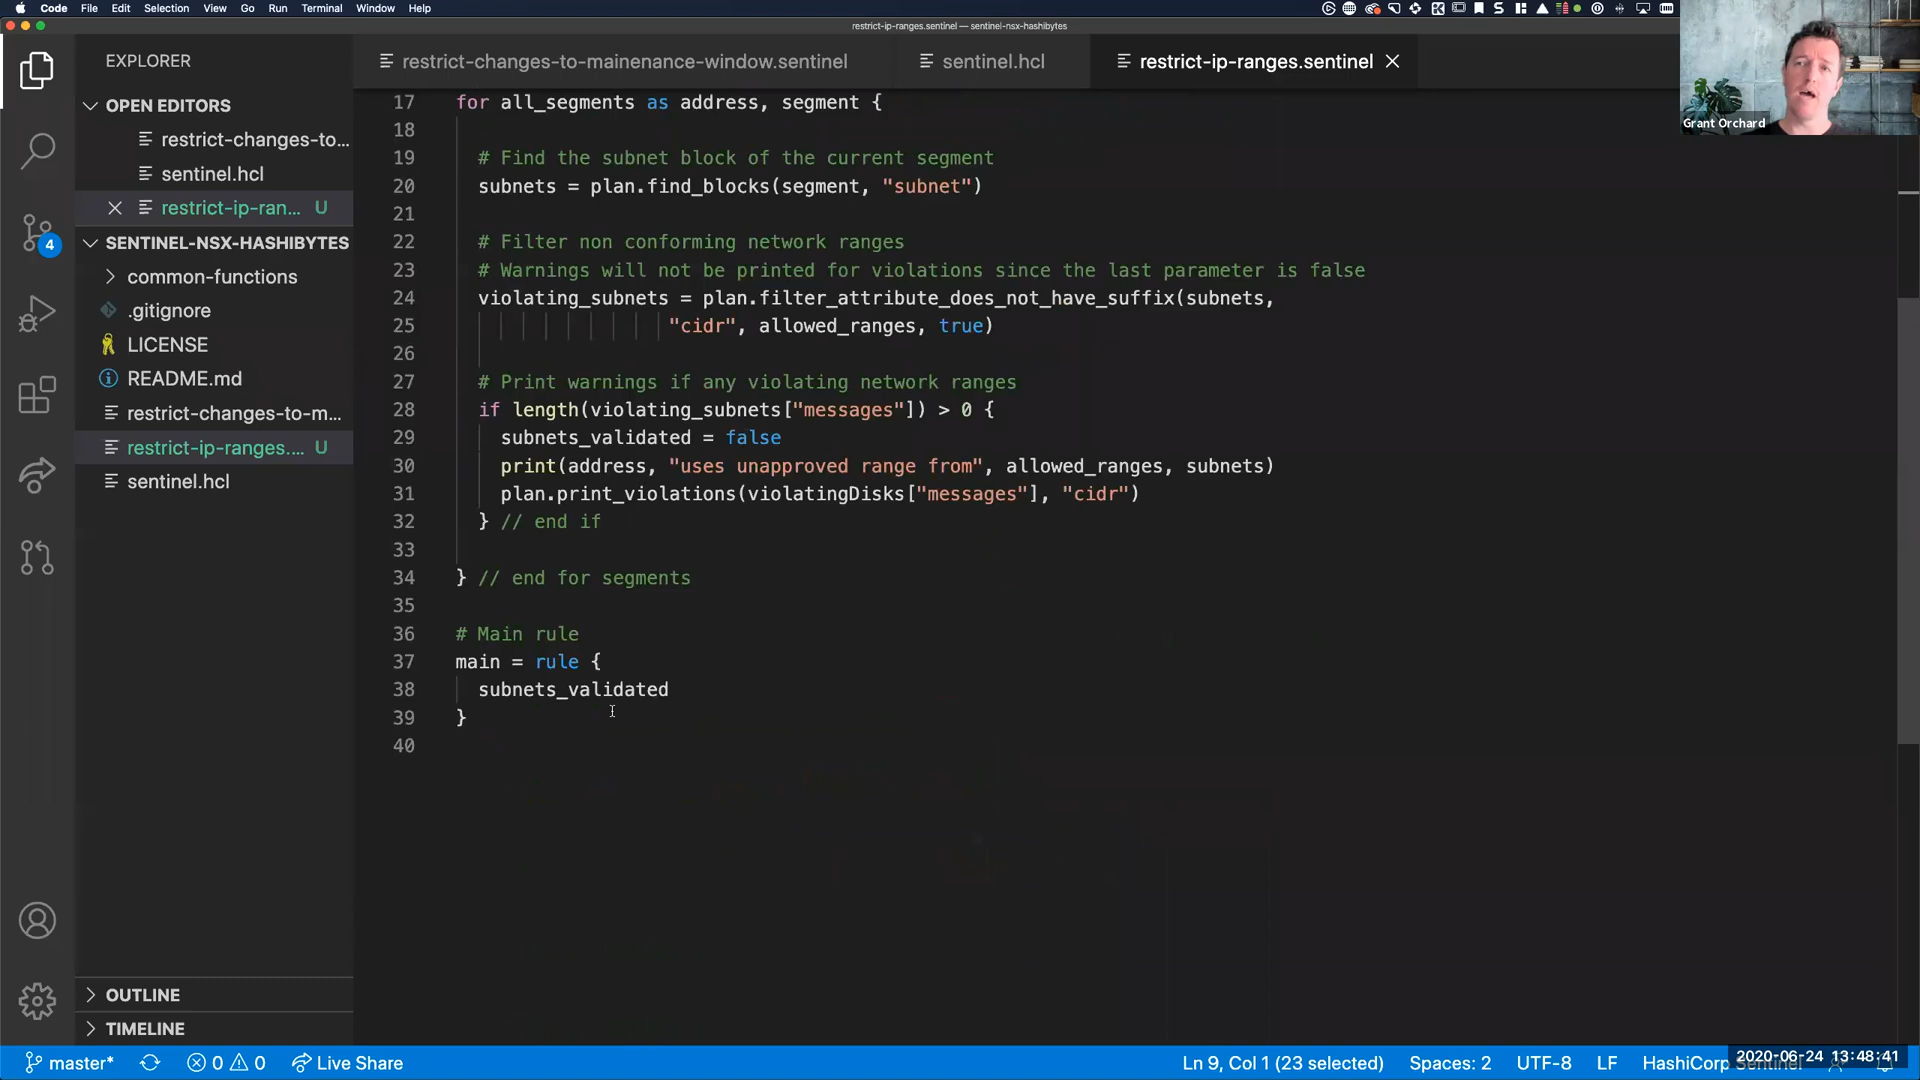 Code File Edit Selection View Go Run Terminal Window Help
restrict-ip-ranges.sentinel — sentinel-nsx-hashibytes
EXPLORER
OPEN EDITORS
restrict-changes-to...
sentinel.hcl
restrict-ip-ran... U
SENTINEL-NSX-HASHIBYTES
common-functions
.gitignore
LICENSE
README.md
restrict-changes-to-m...
restrict-ip-ranges.... U
sentinel.hcl
OUTLINE
TIMELINE
4
restrict-changes-to-mainenance-window.sentinel sentinel.hcl restrict-ip-ranges.sentinel
17 for all_segments as address, segment {
18
19 # Find the subnet block of the current segment
20 subnets = plan.find_blocks(segment, "subnet")
21
22 # Filter non conforming network ranges
23 # Warnings will not be printed for violations since the last parameter is false
24 violating_subnets = plan.filter_attribute_does_not_have_suffix(subnets,
25 "cidr", allowed_ranges, true)
26
27 # Print warnings if any violating network ranges
28 if length(violating_subnets["messages"]) > 0 {
29 subnets_validated = false
30 print(address, "uses unapproved range from", allowed_ranges, subnets)
31 plan.print_violations(violatingDisks["messages"], "cidr")
32 } // end if
33
34 } // end for segments
35
36 # Main rule
37 main = rule {
38 subnets_validated
39 }
40
Grant Orchard
master* 0 0 Live Share Ln 9, Col 1 (23 selected) Spaces: 2 UTF-8 LF HashiCorp Sentinel
2020-06-24 13:48:41